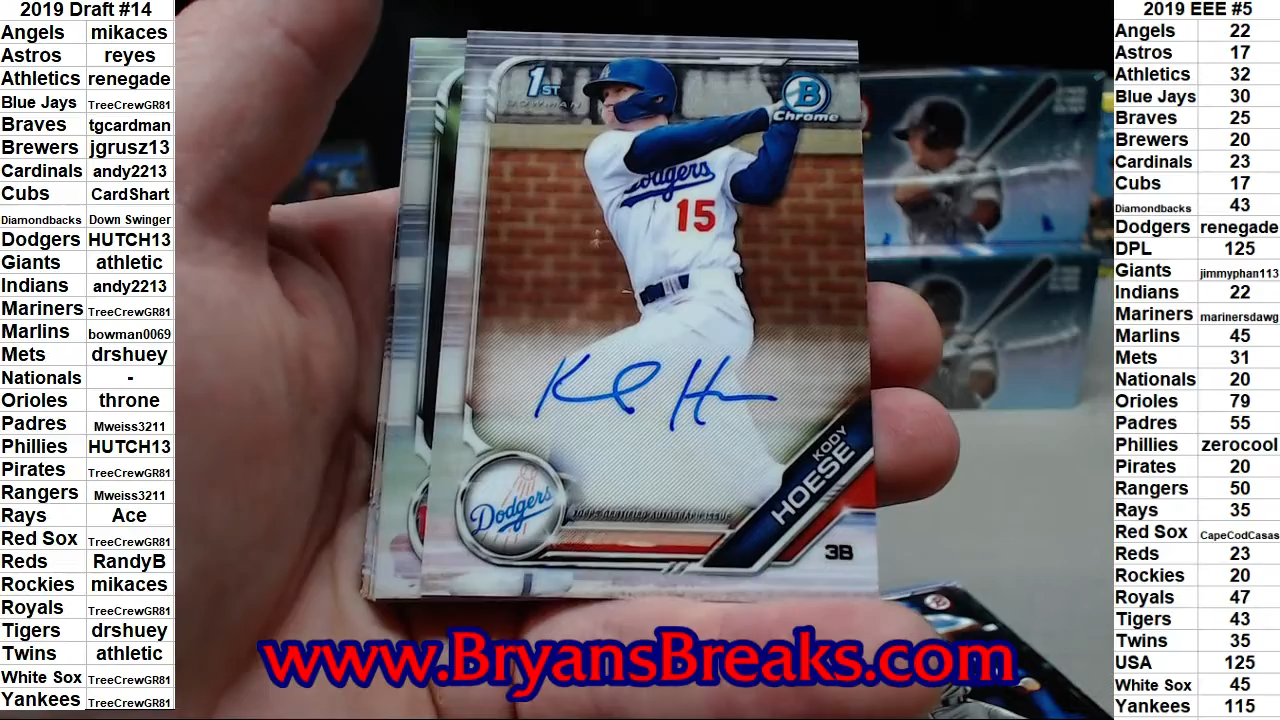 2019 Draft #14
Angels mikaces
Astros reyes
Athletics renegade
Blue Jays TreeCrewGR81
Braves tgcardman
Brewers jgrusz13
Cardinals andy2213
Cubs CardShart
Diamondbacks Down Swinger
Dodgers HUTCH13
Giants athletic
Indians andy2213
Mariners TreeCrewGR81
Marlins bowman0069
Mets drshuey
Nationals -
Orioles throne
Padres Mweiss3211
Phillies HUTCH13
Pirates TreeCrewGR81
Rangers Mweiss3211
Rays Ace
Red Sox TreeCrewGR81
Reds RandyB
Rockies mikaces
Royals TreeCrewGR81
Tigers drshuey
Twins athletic
White Sox TreeCrewGR81
Yankees TreeCrewGR81
1ST
BOWMAN
B
Chrome
Dodgers
15
Dodgers
TOPPS CERTIFIED AUTOGRAPH ISSUE
KODY
HOESE
3B
www.BryansBreaks.com
2019 EEE #5
Angels 22
Astros 17
Athletics 32
Blue Jays 30
Braves 25
Brewers 20
Cardinals 23
Cubs 17
Diamondbacks 43
Dodgers renegade
DPL 125
Giants jimmyphan113
Indians 22
Mariners marinersdawg
Marlins 45
Mets 31
Nationals 20
Orioles 79
Padres 55
Phillies zerocool
Pirates 20
Rangers 50
Rays 35
Red Sox CapeCodCasas
Reds 23
Rockies 20
Royals 47
Tigers 43
Twins 35
USA 125
White Sox 45
Yankees 115